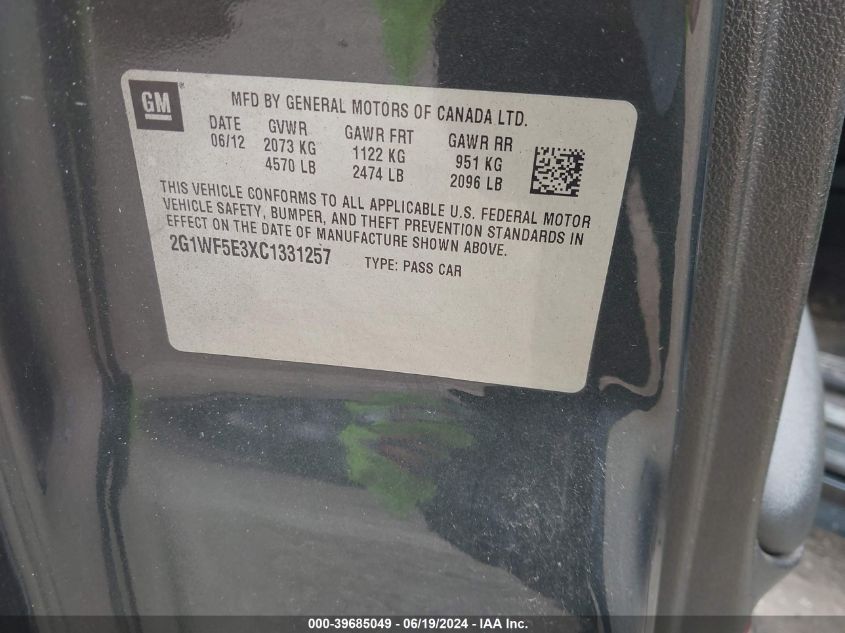 GM ® MFD BY GENERAL MOTORS OF CANADA LTD.
DATE GVWR GAWR FRT GAWR RR
06/12 2073 KG 1122 KG 951 KG
4570 LB 2474 LB 2096 LB
THIS VEHICLE CONFORMS TO ALL APPLICABLE U.S. FEDERAL MOTOR
VEHICLE SAFETY, BUMPER, AND THEFT PREVENTION STANDARDS IN
EFFECT ON THE DATE OF MANUFACTURE SHOWN ABOVE.
2G1WF5E3XC1331257 TYPE: PASS CAR
000-39685049 - 06/19/2024 - IAA Inc.